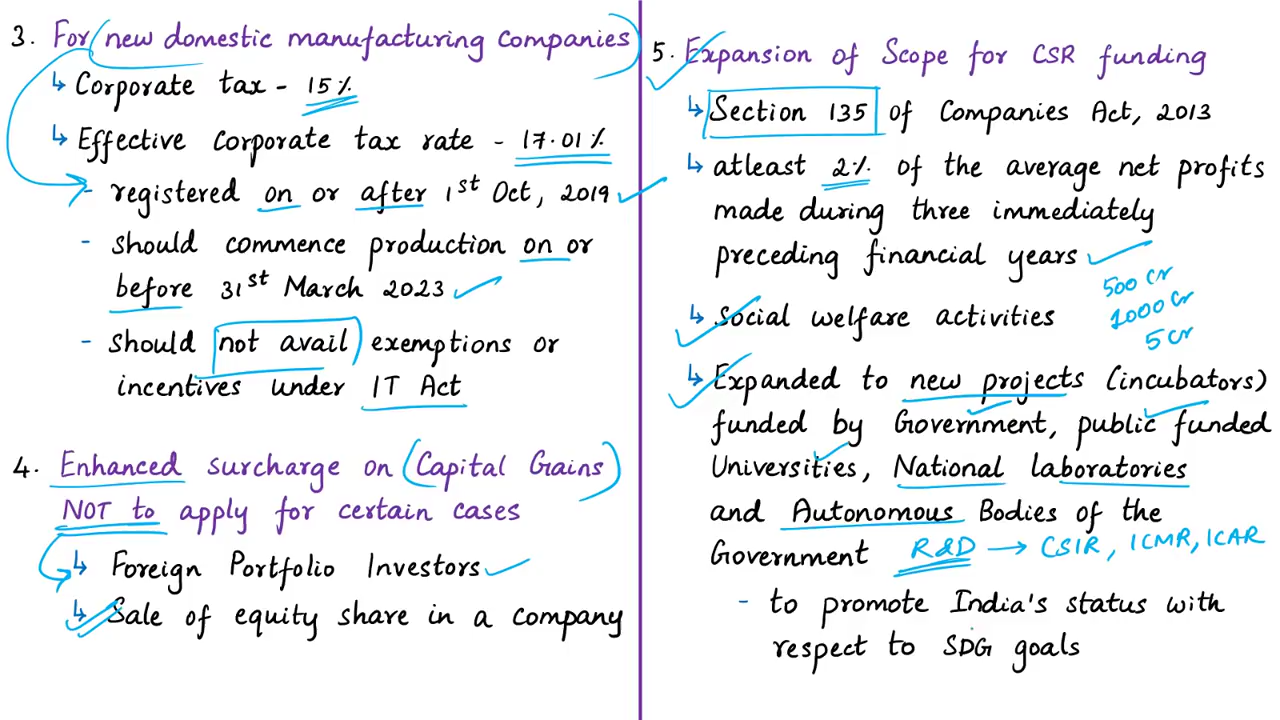 3. For new domestic manufacturing companies
↳ Corporate tax - 15%
↳ Effective corporate tax rate - 17.01%
- registered on or after 1st Oct, 2019
- should commence production on or
before 31st March 2023
- should not avail exemptions or
incentives under IT Act
4. Enhanced surcharge on Capital Gains
NOT to apply for certain cases
↳ Foreign Portfolio Investors
↳ Sale of equity share in a company
5. Expansion of Scope for CSR funding
↳ Section 135 of Companies Act, 2013
↳ atleast 2% of the average net profits
made during three immediately
preceding financial years
500 Cr
1000 Cr
5 Cr
↳ Social welfare activities
↳ Expanded to new projects (incubators)
funded by Government, public funded
Universities, National laboratories
and Autonomous Bodies of the
Government R&D → CSIR, ICMR, ICAR
- to promote India's status with
respect to SDG goals